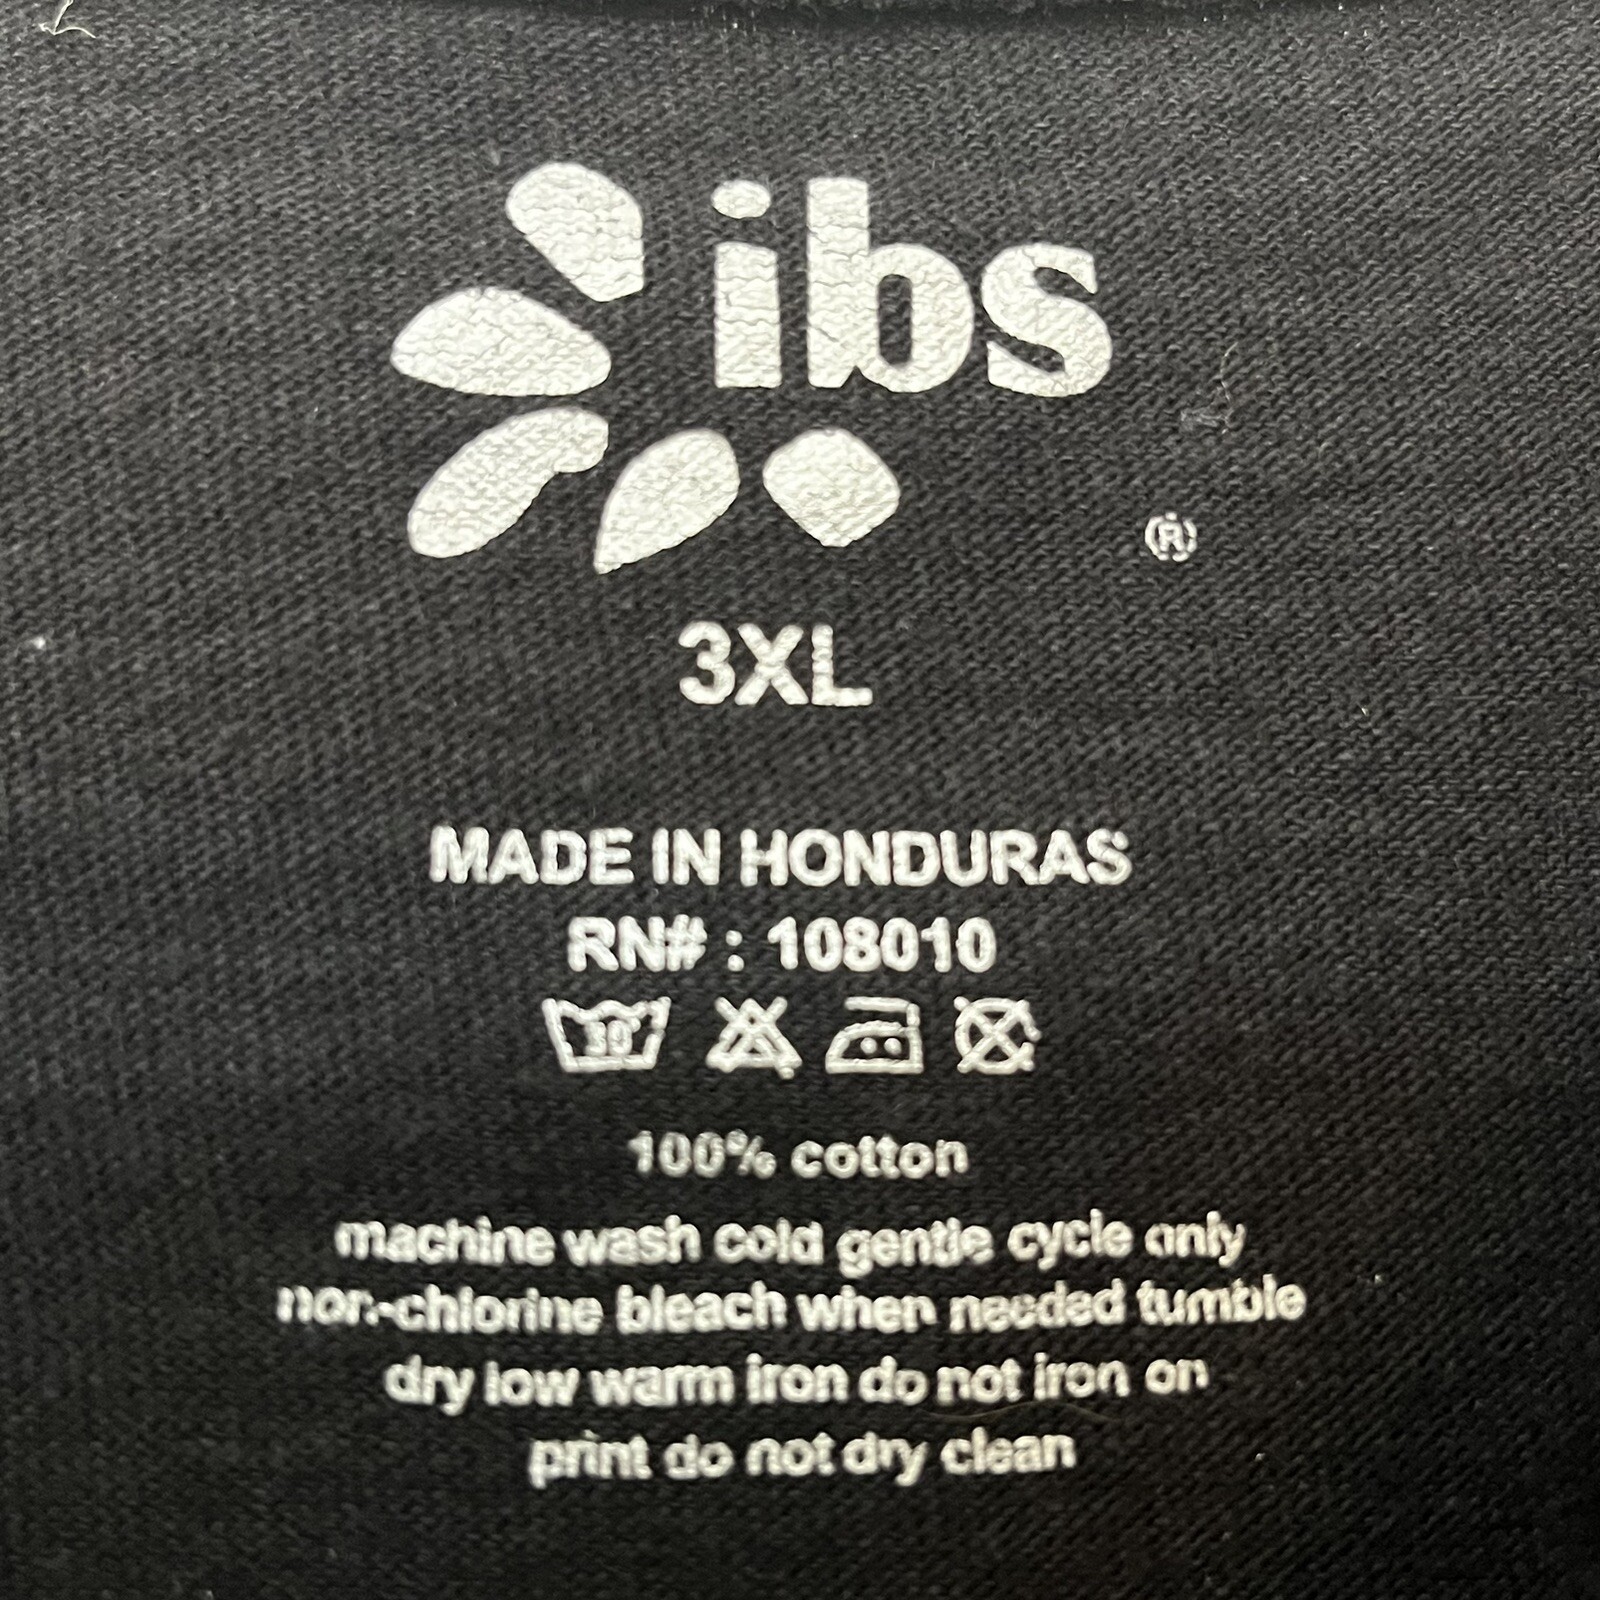 ibs
®
3XL
MADE IN HONDURAS
RN# : 108010
30
100% cotton
machine wash cold gentle cycle only
non-chlorine bleach when needed tumble
dry low warm iron do not iron on
print do not dry clean